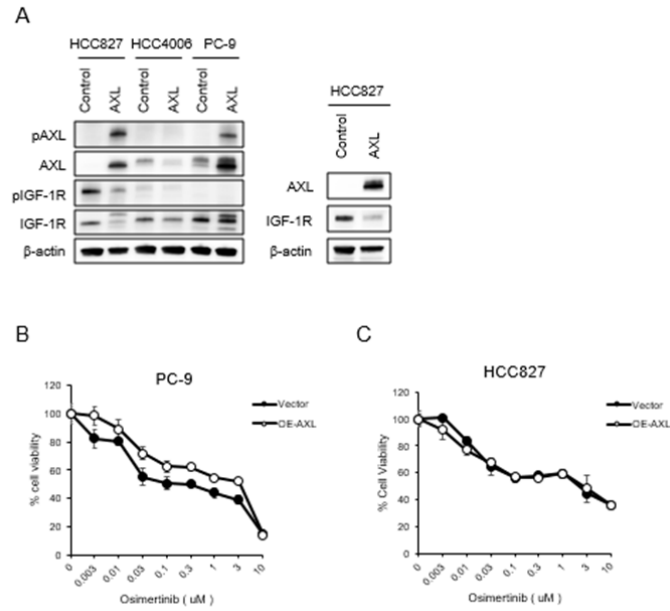 A
HCC827 HCC4006 PC-9
Control AXL Control AXL Control AXL
pAXL
AXL
pIGF-1R
IGF-1R
β-actin
HCC827
Control AXL
AXL
IGF-1R
β-actin
B
PC-9
120
100
80
60
40
20
0
% cell viability
0 0.003 0.01 0.03 0.1 0.3 1 3 10
Osimertinib ( uM )
Vector
OE-AXL
C
HCC827
120
100
80
60
40
20
0
% Cell Viability
0 0.003 0.01 0.03 0.1 0.3 1 3 10
Osimertinib ( uM )
Vector
OE-AXL